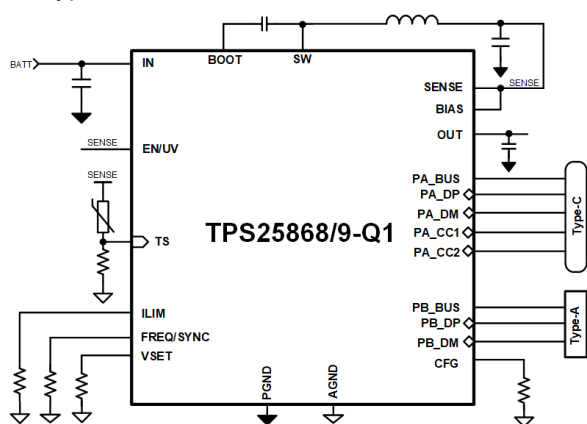 BOOT
SW
BATT
IN
SENSE
SENSE
BIAS
OUT
SENSE
EN/UV
SENSE
TS
TPS25868/9-Q1
PA_BUS
PA_DP
PA_DM
PA_CC1
PA_CC2
Type-C
ILIM
FREQ/SYNC
VSET
PB_BUS
PB_DP
PB_DM
CFG
Type-A
PGND
AGND